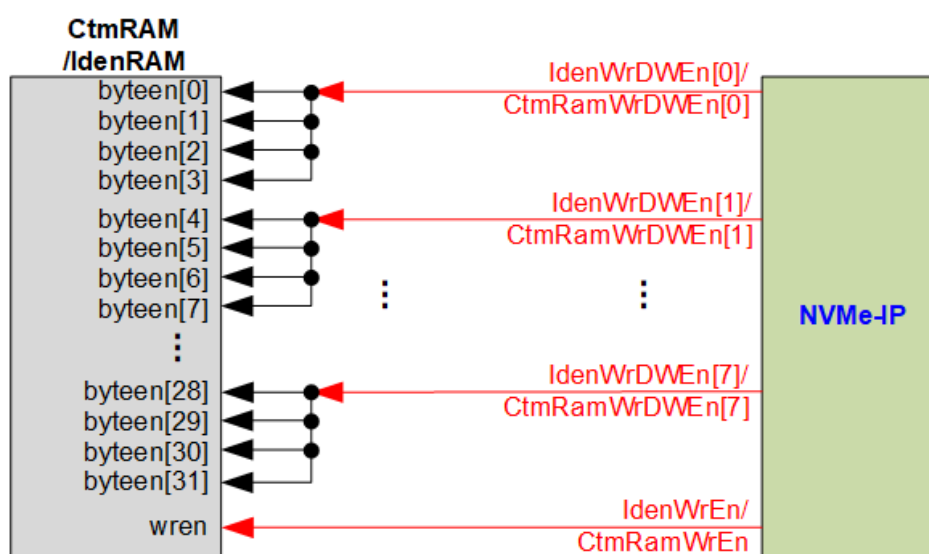 CtmRAM
/IdenRAM
byteen[0]
byteen[1]
byteen[2]
byteen[3]
byteen[4]
byteen[5]
byteen[6]
byteen[7]
byteen[28]
byteen[29]
byteen[30]
byteen[31]
wren
IdenWrDWEn[0]/
CtmRamWrDWEn[0]
IdenWrDWEn[1]/
CtmRamWrDWEn[1]
IdenWrDWEn[7]/
CtmRamWrDWEn[7]
IdenWrEn/
CtmRamWrEn
NVMe-IP